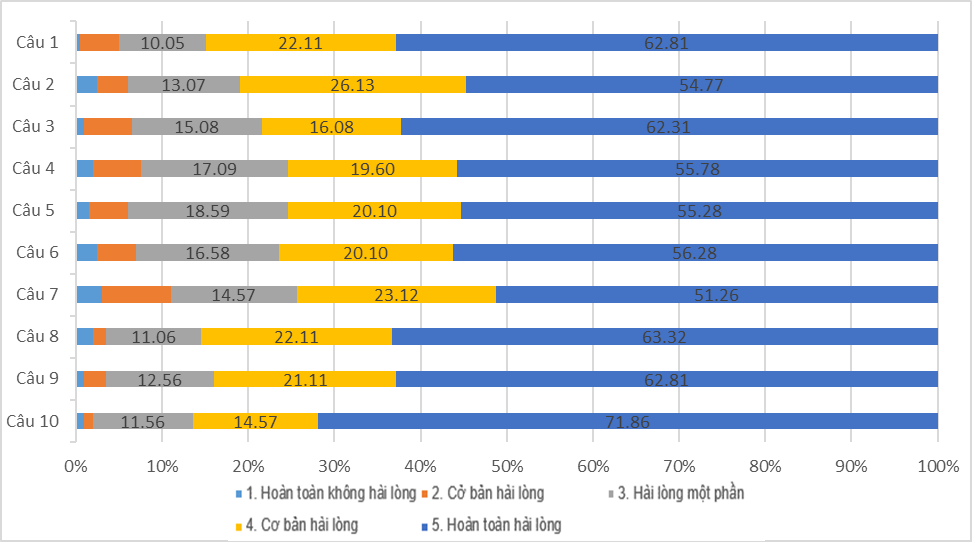 Câu 1 10.05 22.11 62.81
Câu 2 13.07 26.13 54.77
Câu 3 15.08 16.08 62.31
Câu 4 17.09 19.60 55.78
Câu 5 18.59 20.10 55.28
Câu 6 16.58 20.10 56.28
Câu 7 14.57 23.12 51.26
Câu 8 11.06 22.11 63.32
Câu 9 12.56 21.11 62.81
Câu 10 11.56 14.57 71.86
0% 10% 20% 30% 40% 50% 60% 70% 80% 90% 100%
1. Hoàn toàn không hải lòng 2. Cở bản hải lòng 3. Hải lòng một phần
4. Cơ bản hải lòng 5. Hoàn toàn hải lòng